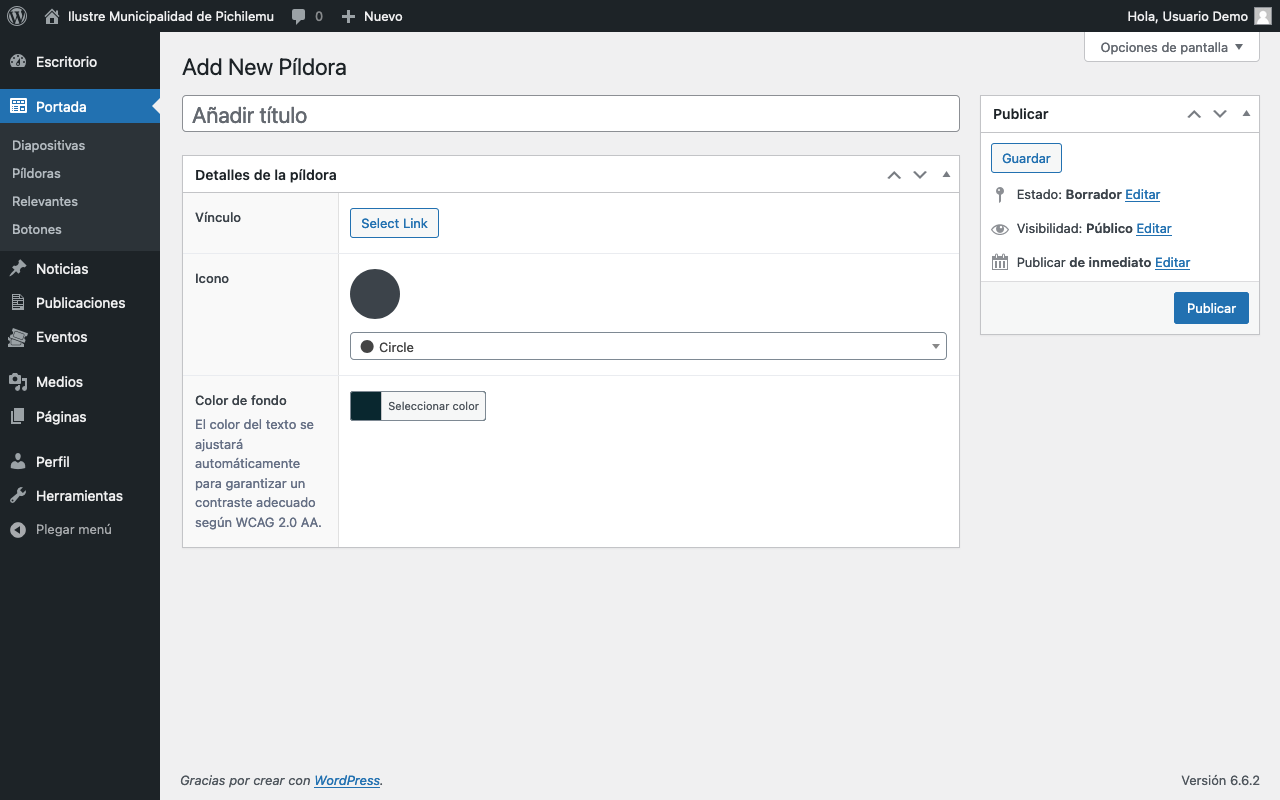 Ilustre Municipalidad de Pichilemu 0 Nuevo Hola, Usuario Demo
Opciones de pantalla
Escritorio
Portada
Diapositivas
Píldoras
Relevantes
Botones
Noticias
Publicaciones
Eventos
Medios
Páginas
Perfil
Herramientas
Plegar menú
Add New Píldora
Añadir título
Detalles de la píldora
Vínculo
Select Link
Icono
Circle
Color de fondo
El color del texto se
ajustará
automáticamente
para garantizar un
contraste adecuado
según WCAG 2.0 AA.
Seleccionar color
Publicar
Guardar
Estado: Borrador Editar
Visibilidad: Público Editar
Publicar de inmediato Editar
Publicar
Gracias por crear con WordPress.
Versión 6.6.2